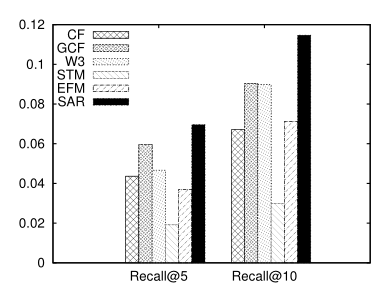 0.12
0.1
0.08
0.06
0.04
0.02
0
CF
GCF
W3
STM
EFM
SAR
Recall@5 Recall@10